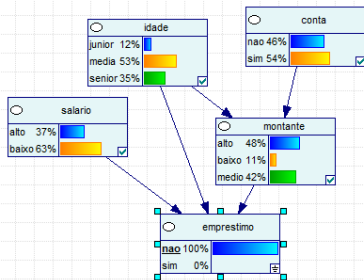 idade
junior 12%
media 53%
senior 35%
conta
nao 46%
sim 54%
salario
alto 37%
baixo 63%
montante
alto 48%
baixo 11%
medio 42%
emprestimo
nao 100%
sim 0%